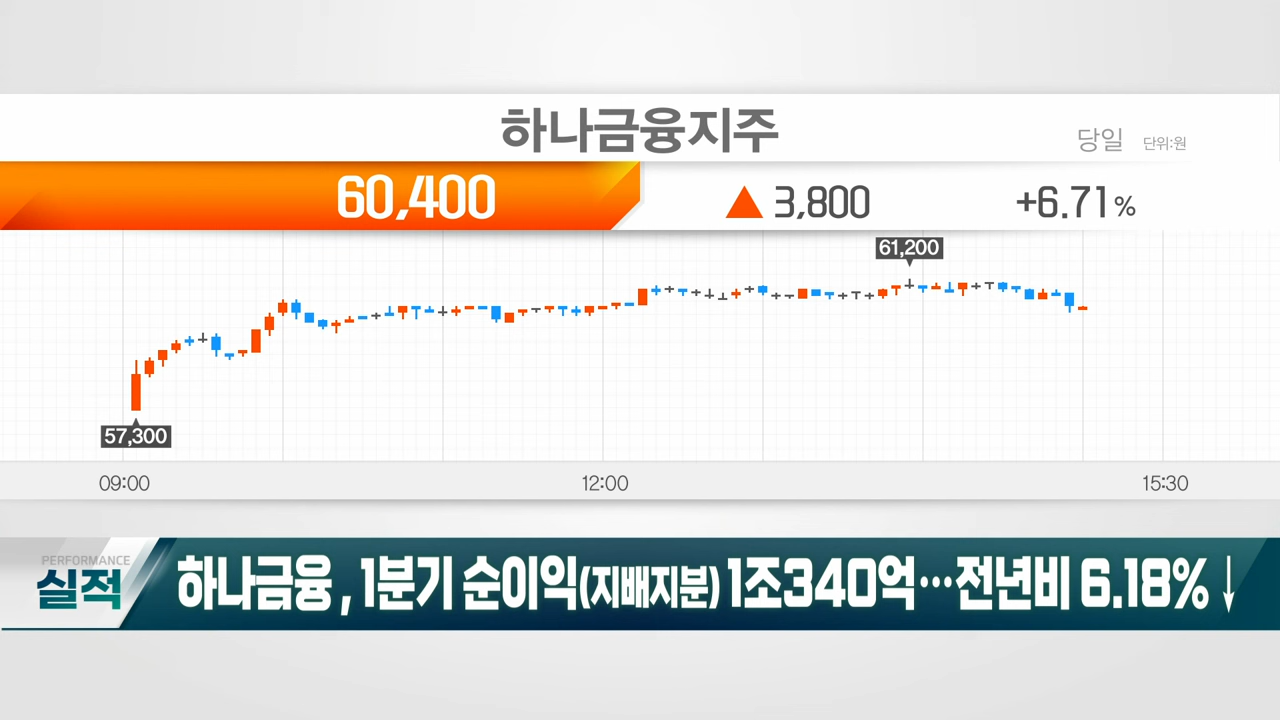 하나금융지주
당일 단위:원
60,400 ▲ 3,800 +6.71%
61,200
57,300
09:00 12:00 15:30
PERFORMANCE
실적
하나금융, 1분기 순이익(지배지분) 1조340억…전년비 6.18%↓